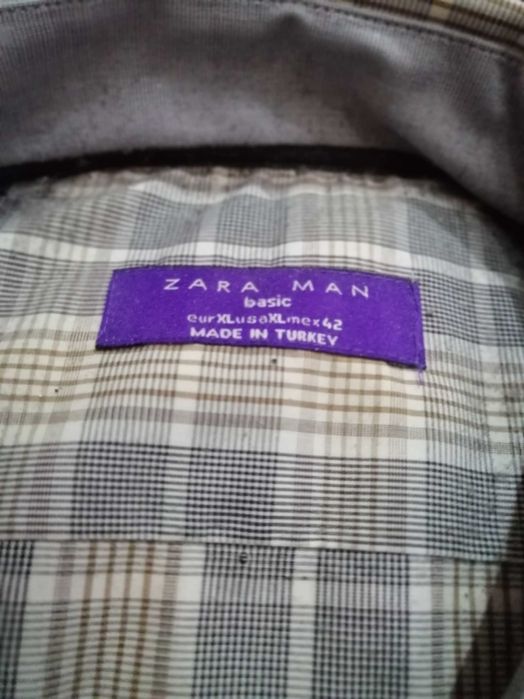 ZARA MAN
basic
eurXLusaXLmex42
MADE IN TURKEY